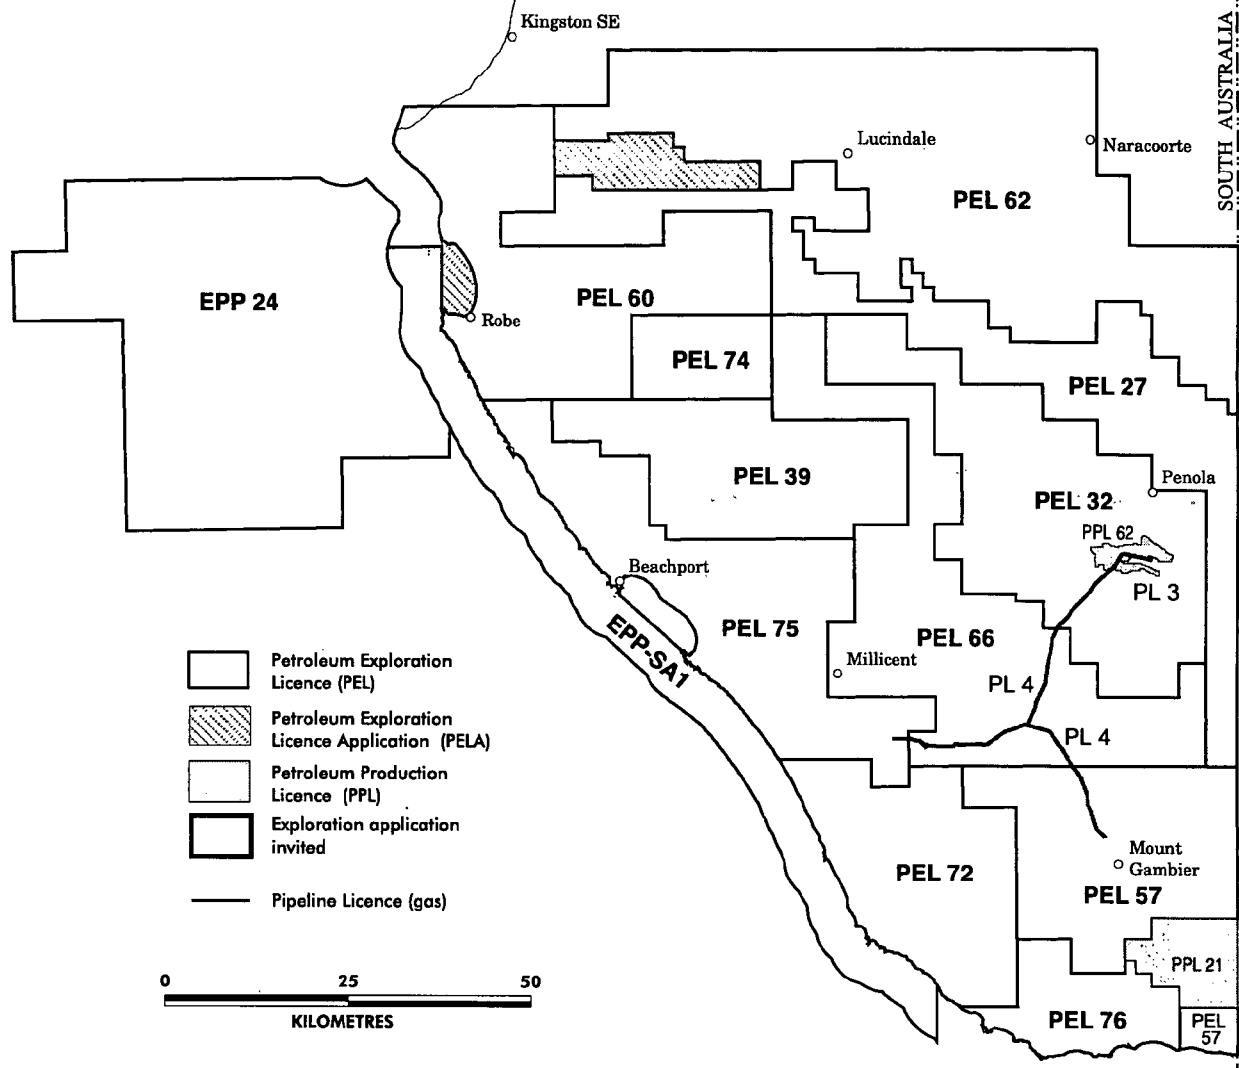 Kingston SE
SOUTH AUSTRALIA
Lucindale
Naracoorte
PEL 62
EPP 24
PEL 60
Robe
PEL 74
PEL 27
PEL 39
Penola
PEL 32
PPL 62
PL 3
Beachport
EPP-SA1
PEL 75
PEL 66
Millicent
PL 4
PL 4
Petroleum Exploration
Licence (PEL)
Petroleum Exploration
Licence Application (PELA)
Petroleum Production
Licence (PPL)
Exploration application
invited
Pipeline Licence (gas)
Mount
Gambier
PEL 72
PEL 57
PPL 21
0 25 50
KILOMETRES
PEL 76
PEL
57